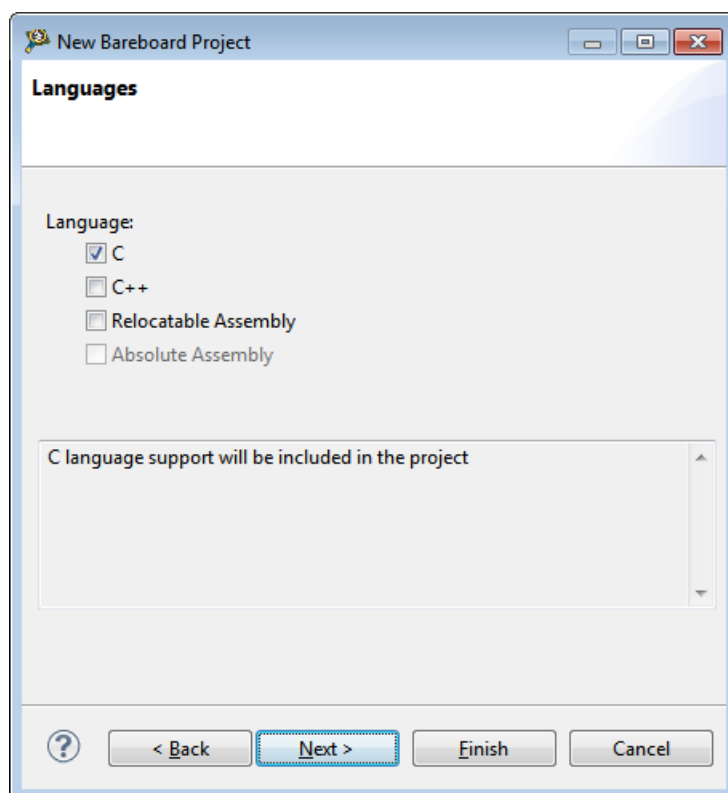 New Bareboard Project
Languages
Language:
C
C++
Relocatable Assembly
Absolute Assembly
C language support will be included in the project
?
< Back
Next >
Finish
Cancel